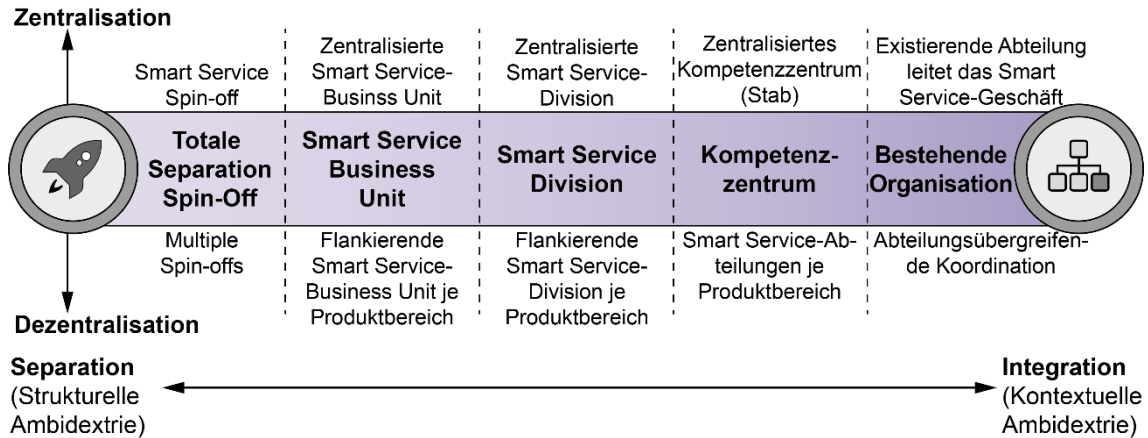 Zentralisation
Smart Service
Spin-off
Zentralisierte
Smart Service-
Businss Unit
Zentralisierte
Smart Service-
Division
Zentralisiertes
Kompetenzzentrum
(Stab)
Existierende Abteilung
leitet das Smart
Service-Geschäft
Totale
Separation
Spin-Off
Smart Service
Business
Unit
Smart Service
Division
Kompetenz-
zentrum
Bestehende
Organisation
Multiple
Spin-offs
Flankierende
Smart Service-
Business Unit je
Produktbereich
Flankierende
Smart Service-
Division je
Produktbereich
Smart Service-Ab-
teilungen je
Produktbereich
Abteilungsübergreifen-
de Koordination
Dezentralisation
Separation
(Strukturelle
Ambidextrie)
Integration
(Kontextuelle
Ambidextrie)